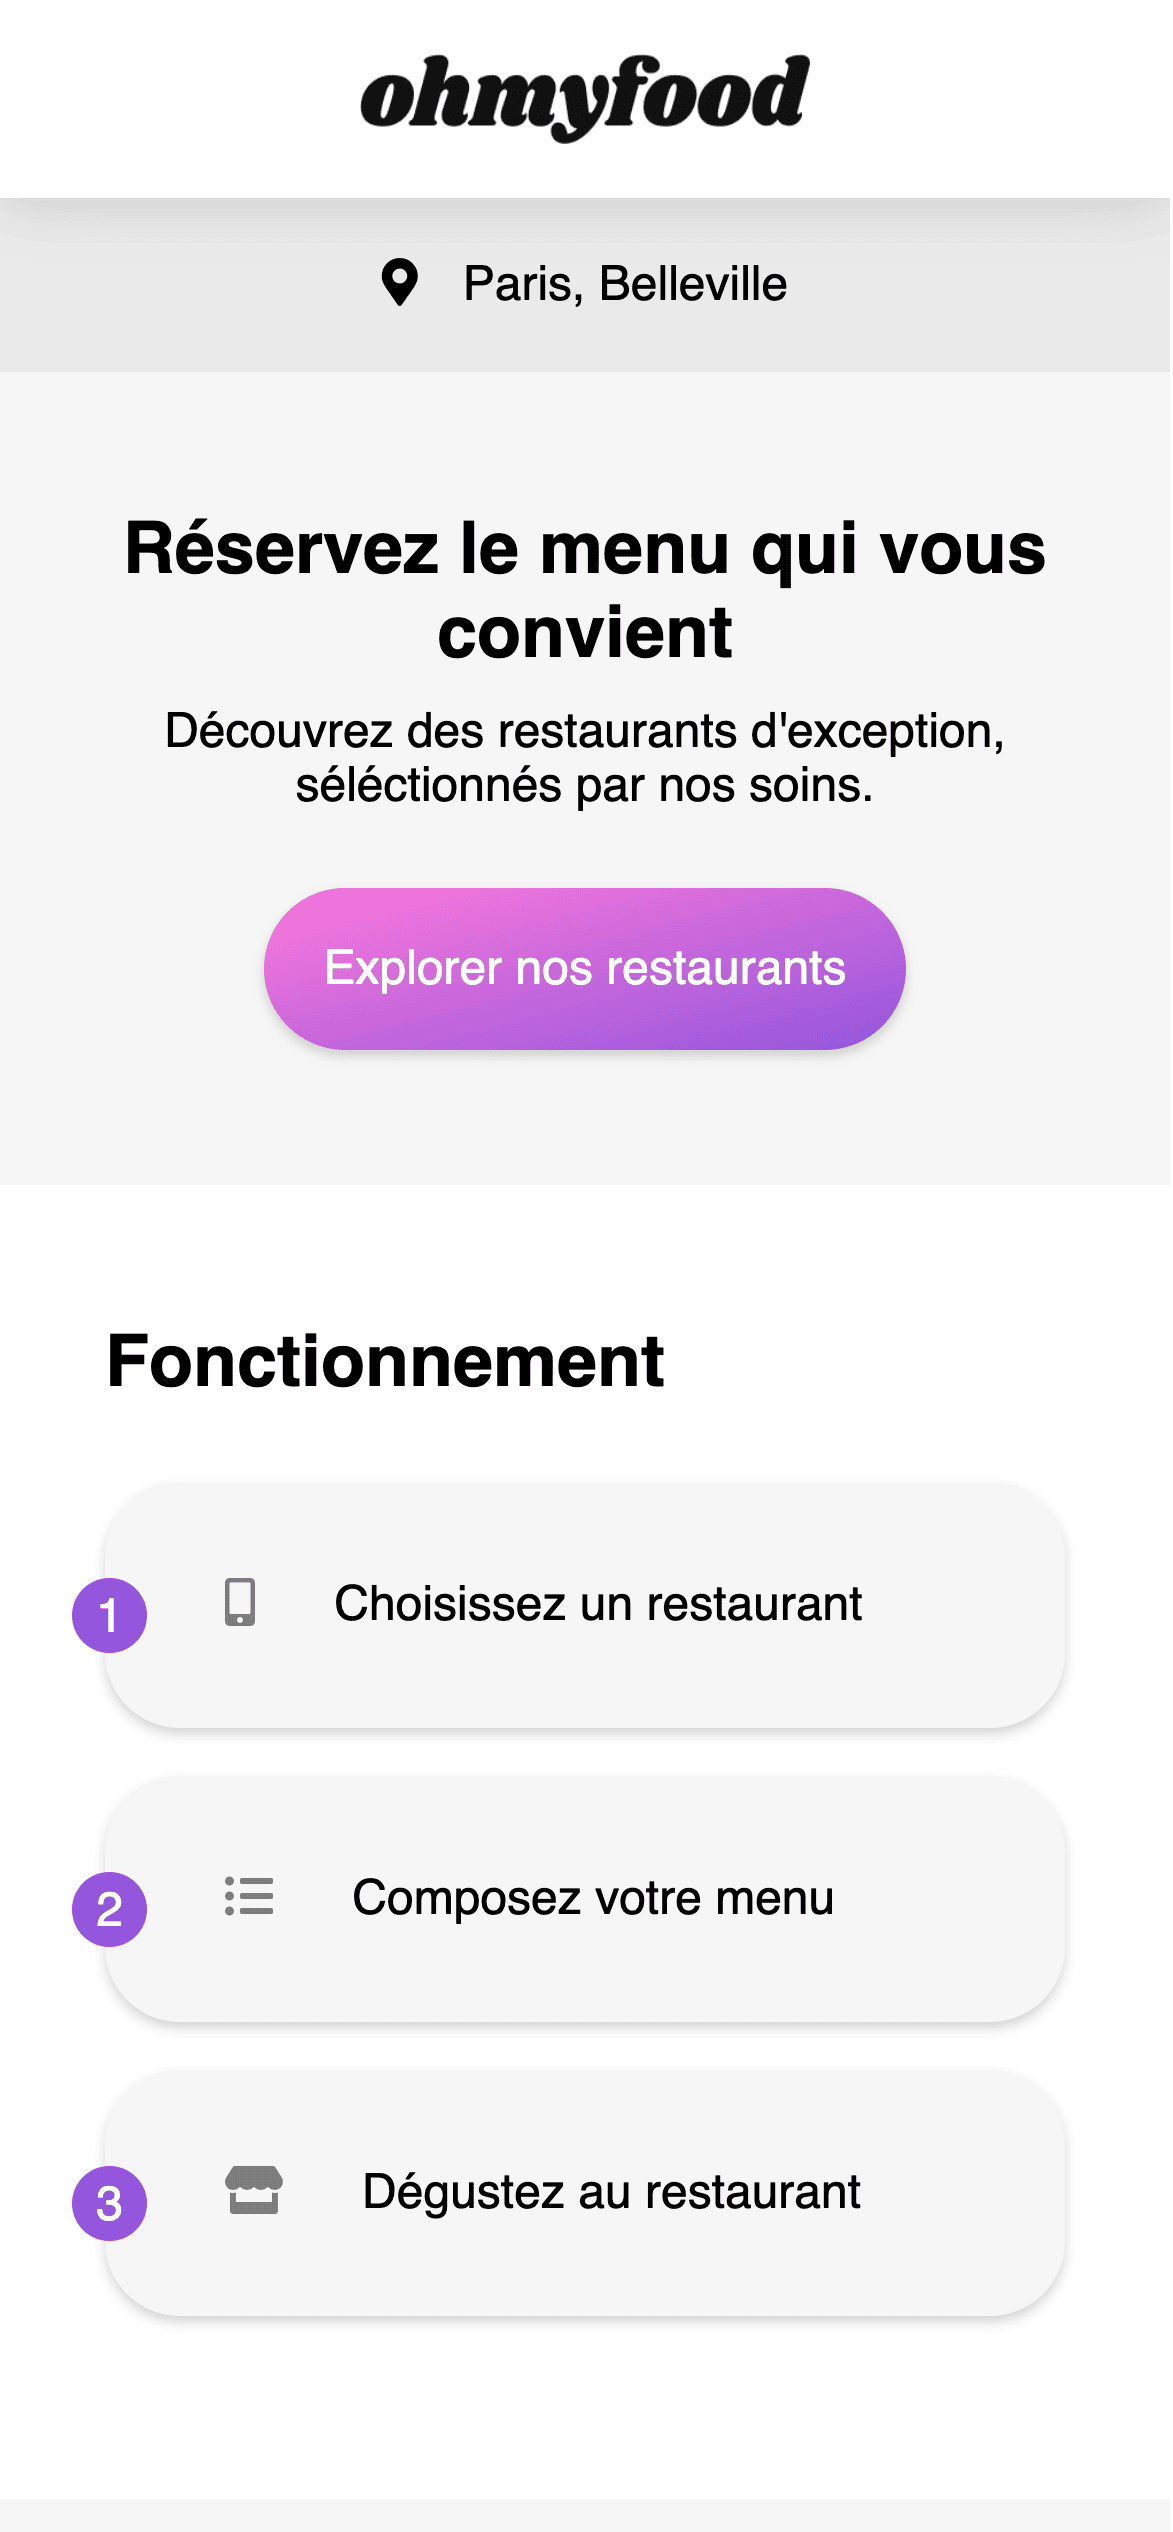 ohmyfood
Paris, Belleville
Réservez le menu qui vous
convient
Découvrez des restaurants d'exception,
séléctionnés par nos soins.
Explorer nos restaurants
Fonctionnement
1 Choisissez un restaurant
2 Composez votre menu
3 Dégustez au restaurant